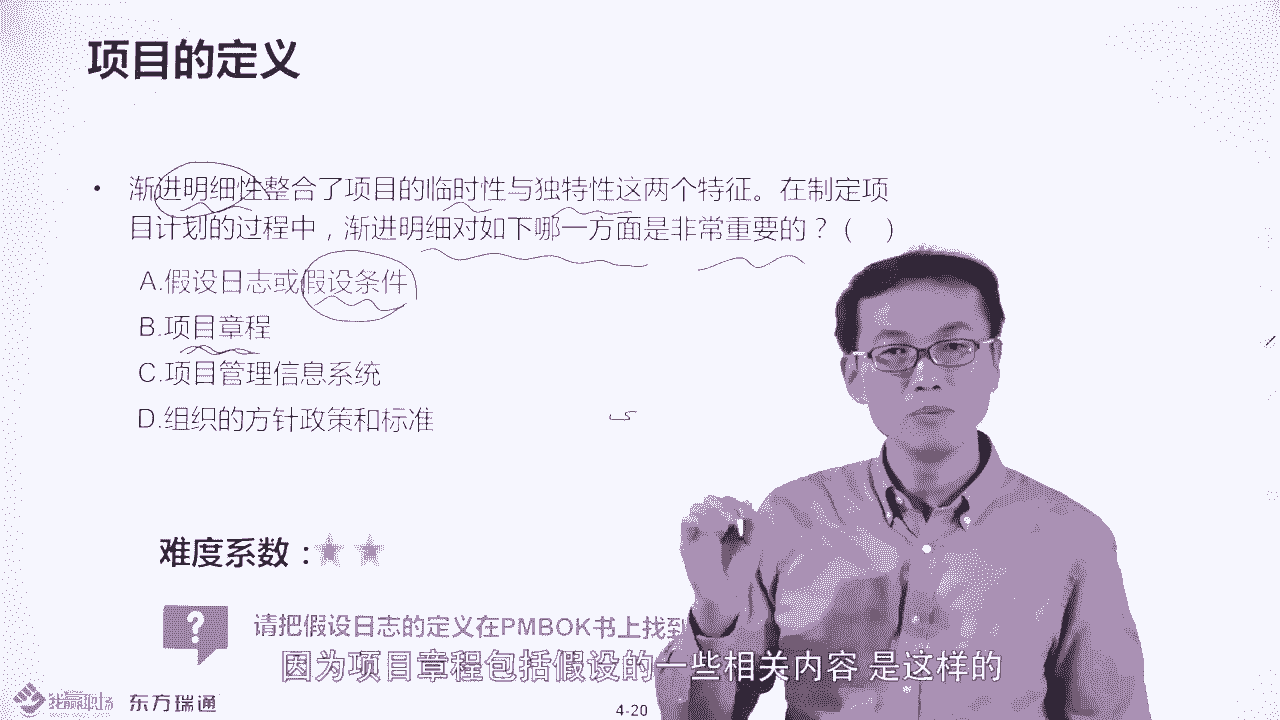 项目的定义
• 渐进明细性整合了项目的临时性与独特性这两个特征。在制定项
目计划的过程中，渐进明细对如下哪一方面是非常重要的？（ ）
A.假设日志或假设条件
B.项目章程
C.项目管理信息系统
D.组织的方针政策和标准
难度系数：
?
请把假设日志的定义在PMBOK书上找到
因为项目章程包括假设的一些相关内容 是这样的
我赢职场 东方瑞通
4-20